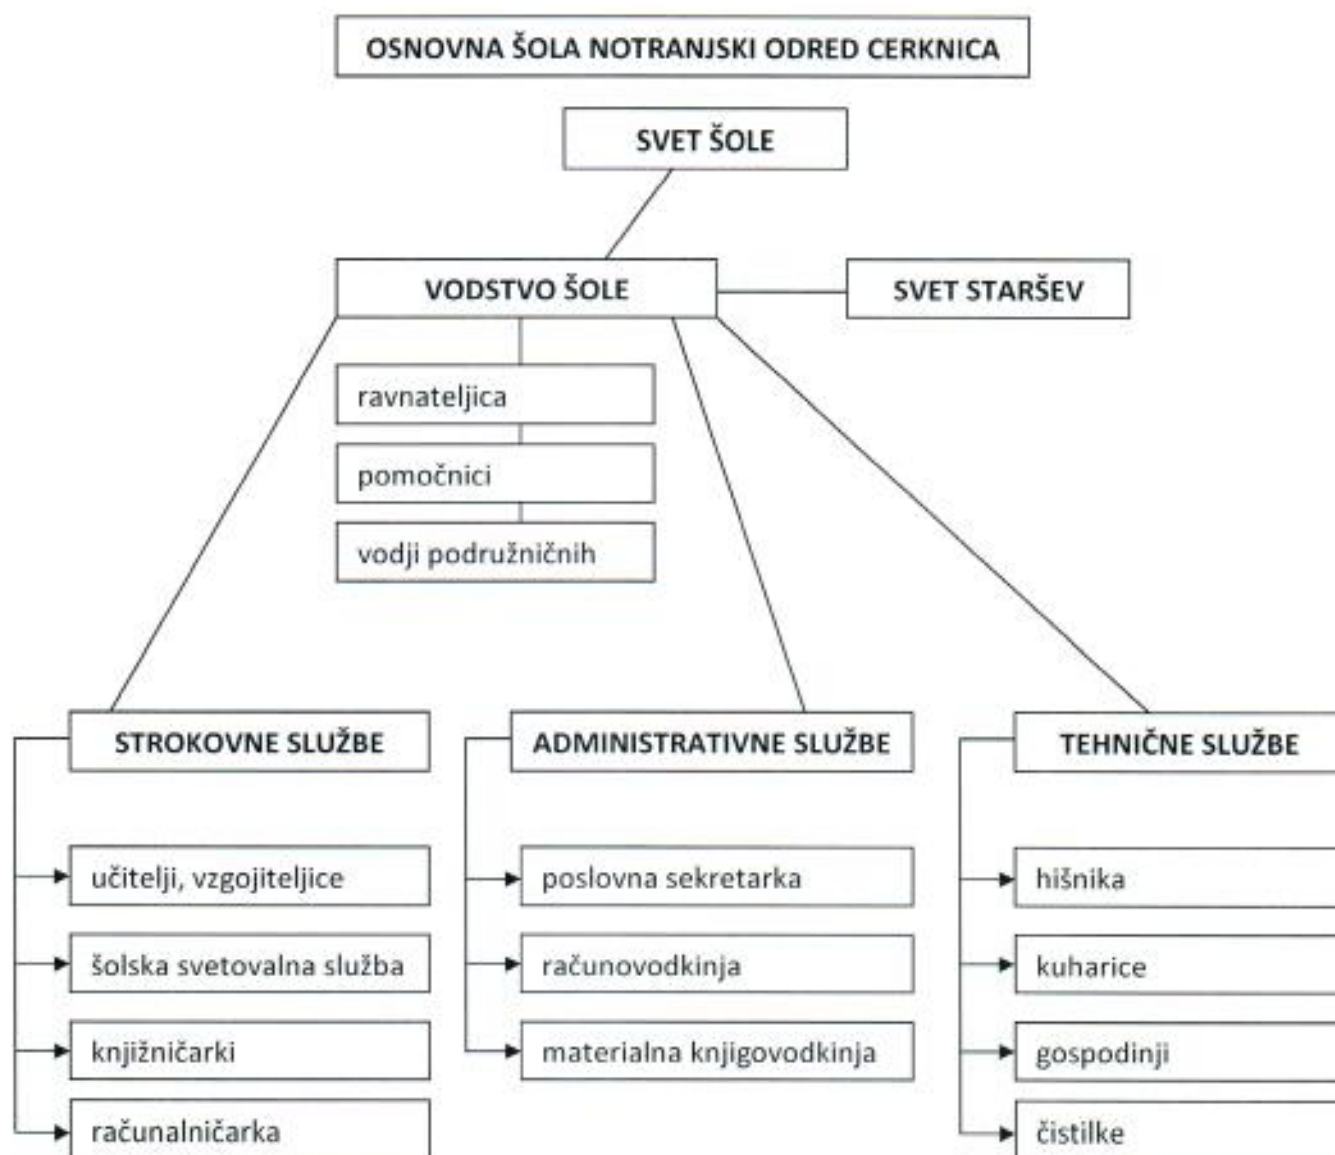 OSNOVNA ŠOLA NOTRANJSKI ODRED CERKNICA
SVET ŠOLE
VODSTVO ŠOLE
SVET STARŠEV
ravnateljica
pomočnici
vodji podružničnih
STROKOVNE SLUŽBE
učitelji, vzgojiteljice
šolska svetovalna služba
knjižničarki
računalničarka
ADMINISTRATIVNE SLUŽBE
poslovna sekretarka
računovodkinja
materialna knjigovodkinja
TEHNIČNE SLUŽBE
hišnika
kuharice
gospodinji
čistilke